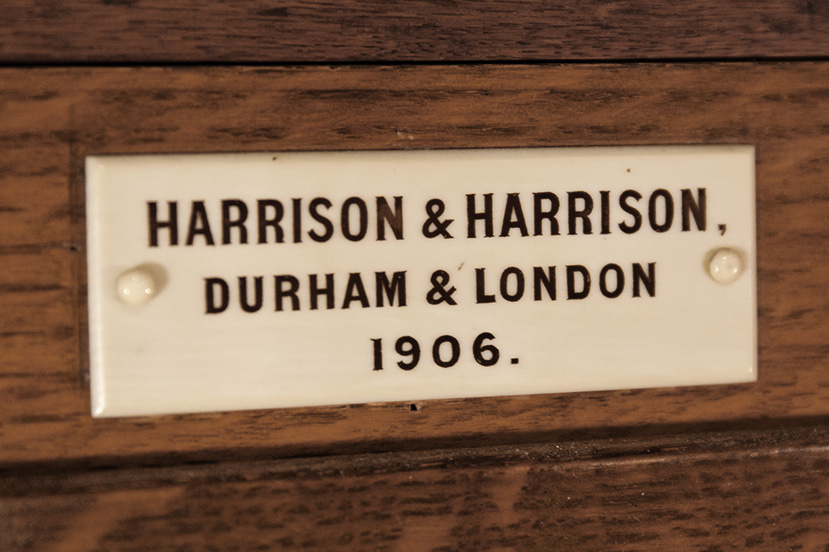 HARRISON & HARRISON,
DURHAM & LONDON
1906.